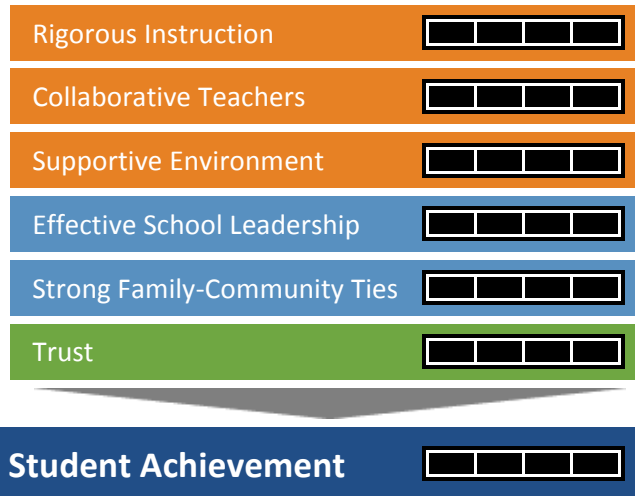 Rigorous Instruction
Collaborative Teachers
Supportive Environment
Effective School Leadership
Strong Family-Community Ties
Trust
Student Achievement